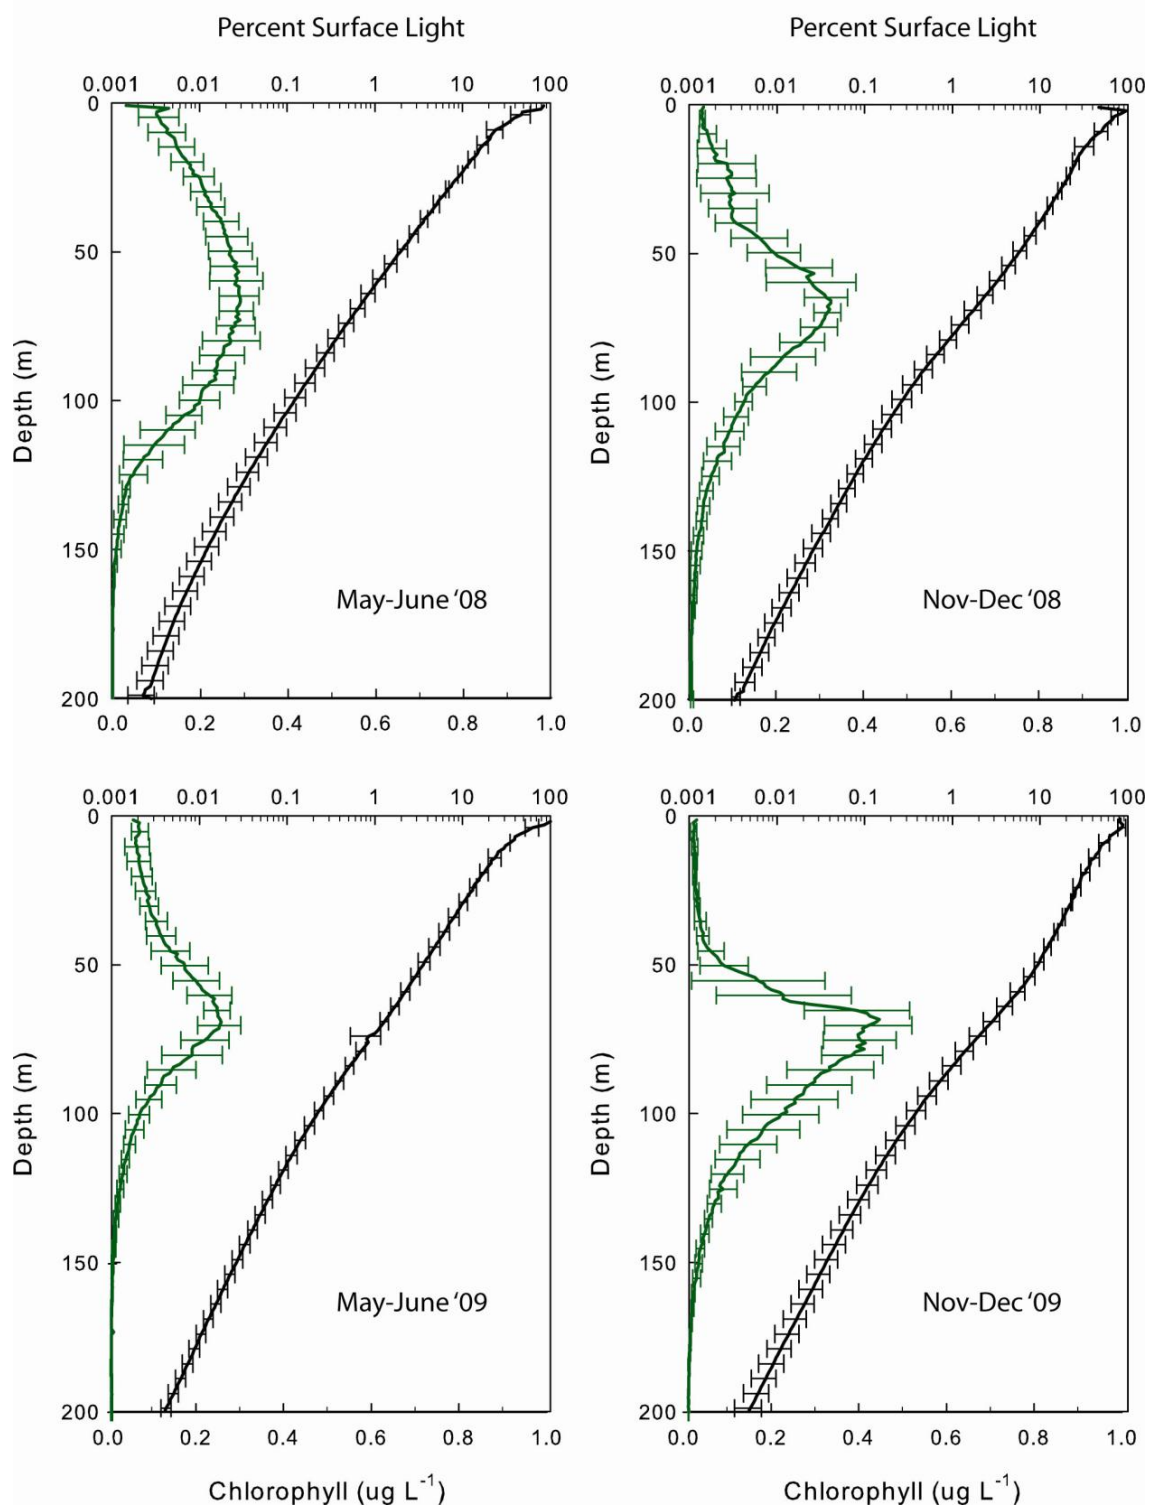 Percent Surface Light Percent Surface Light
0.001 0.01 0.1 1 10 100 0.001 0.01 0.1 1 10 100
0 0
50 50
Depth (m) Depth (m)
100 100
150 150
May-June ‘08 Nov-Dec ‘08
200 200
0.0 0.2 0.4 0.6 0.8 1.0 0.0 0.2 0.4 0.6 0.8 1.0
0.001 0.01 0.1 1 10 100 0.001 0.01 0.1 1 10 100
0 0
50 50
Depth (m) Depth (m)
100 100
150 150
May-June ‘09 Nov-Dec ‘09
200 200
0.0 0.2 0.4 0.6 0.8 1.0 0.0 0.2 0.4 0.6 0.8 1.0
Chlorophyll (ug L⁻¹) Chlorophyll (ug L⁻¹)